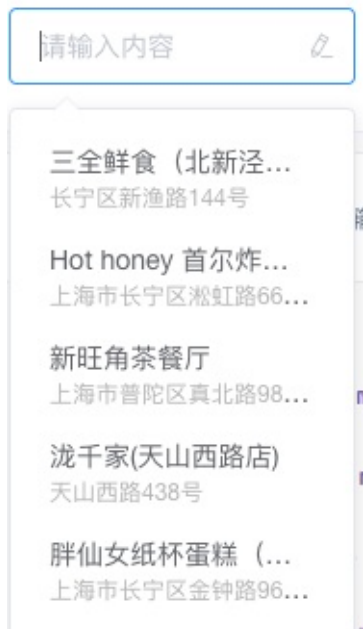 请输入内容
三全鲜食（北新泾...
长宁区新渔路144号
Hot honey 首尔炸...
上海市长宁区淞虹路66...
新旺角茶餐厅
上海市普陀区真北路98...
泷千家(天山西路店)
天山西路438号
胖仙女纸杯蛋糕（...
上海市长宁区金钟路96...